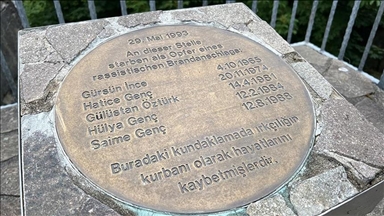 29. Mai 1993
An dieser Stelle
starben als Opfer eines
rassistischen Brandanschlags:
Gürsün İnce 4.10.1965
Hatice Genç 20.11.1974
Gülüstan Öztürk 14.4.1981
Hülya Genç 12.2.1984
Saime Genç 12.8.1988
Buradaki kundaklamada ırkçılığın
kurbanı olarak hayatlarını
kaybetmişlerdir.